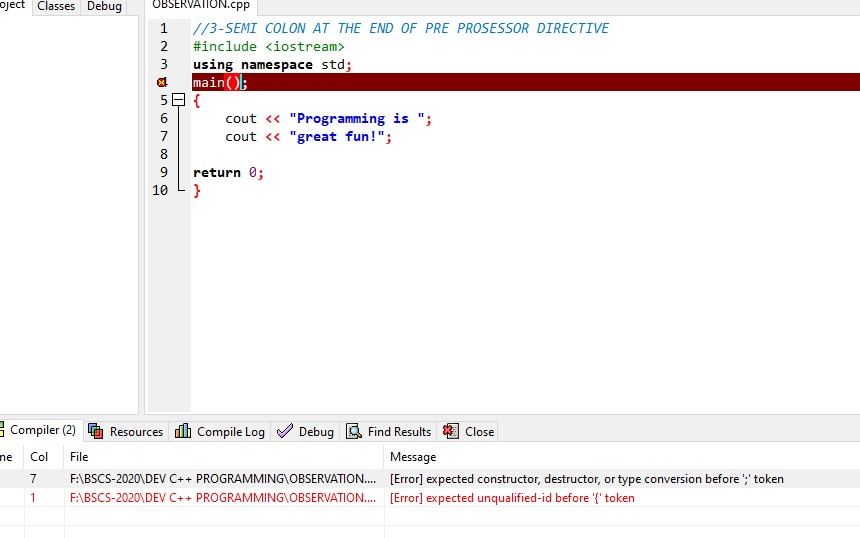 oject Classes Debug OBSERVATION.cpp
1 //3-SEMI COLON AT THE END OF PRE PROSESSOR DIRECTIVE
2 #include <iostream>
3 using namespace std;
main();
5 {
6 cout << "Programming is ";
7 cout << "great fun!";
8
9 return 0;
10 }
Compiler (2) Resources Compile Log Debug Find Results Close
ne Col File Message
7 F:\BSCS-2020\DEV C++ PROGRAMMING\OBSERVATION.... [Error] expected constructor, destructor, or type conversion before ';' token
1 F:\BSCS-2020\DEV C++ PROGRAMMING\OBSERVATION.... [Error] expected unqualified-id before '{' token